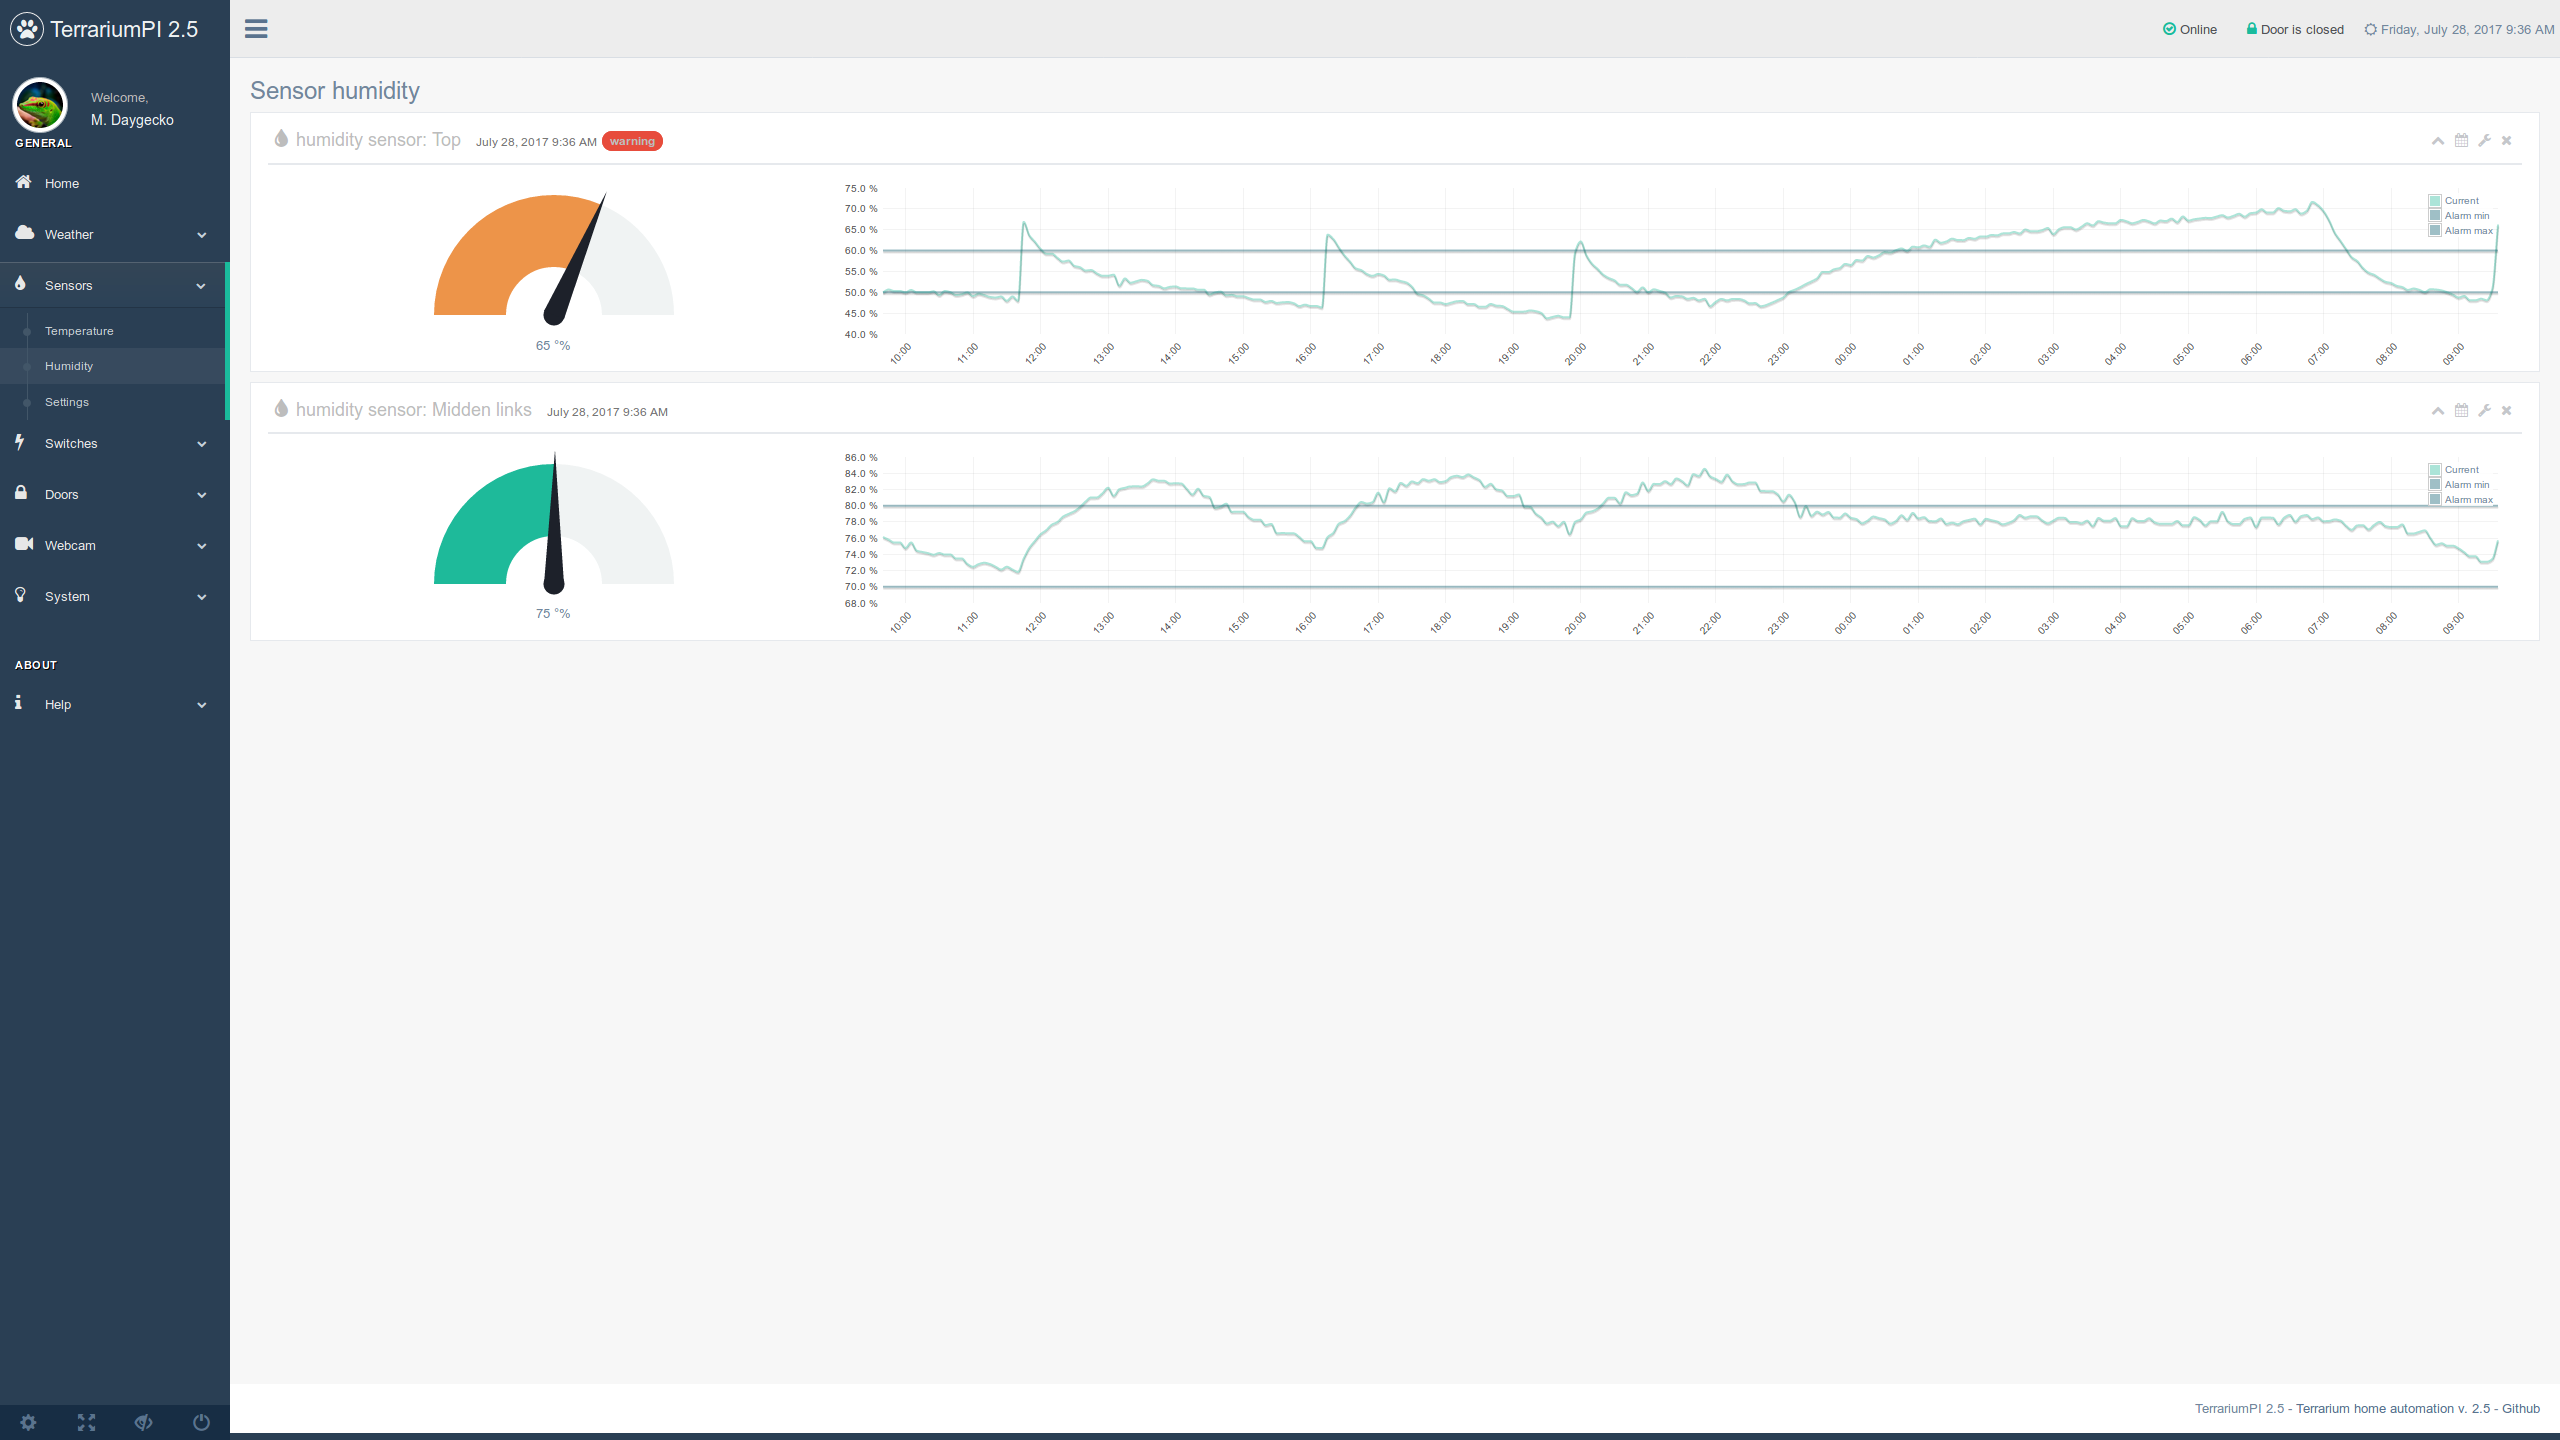 TerrariumPI 2.5
Online
Door is closed
Friday, July 28, 2017 9:36 AM
Welcome,
M. Daygecko
GENERAL
Home
Weather
Sensors
Temperature
Humidity
Settings
Switches
Doors
Webcam
System
ABOUT
Help
Sensor humidity
humidity sensor: Top July 28, 2017 9:36 AM warning
65 °%
75.0 %
70.0 %
65.0 %
60.0 %
55.0 %
50.0 %
45.0 %
40.0 %
Current
Alarm min
Alarm max
10:00 11:00 12:00 13:00 14:00 15:00 16:00 17:00 18:00 19:00 20:00 21:00 22:00 23:00 00:00 01:00 02:00 03:00 04:00 05:00 06:00 07:00 08:00 09:00
humidity sensor: Midden links July 28, 2017 9:36 AM
75 °%
86.0 %
84.0 %
82.0 %
80.0 %
78.0 %
76.0 %
74.0 %
72.0 %
70.0 %
68.0 %
Current
Alarm min
Alarm max
10:00 11:00 12:00 13:00 14:00 15:00 16:00 17:00 18:00 19:00 20:00 21:00 22:00 23:00 00:00 01:00 02:00 03:00 04:00 05:00 06:00 07:00 08:00 09:00
TerrariumPI 2.5 - Terrarium home automation v. 2.5 - Github